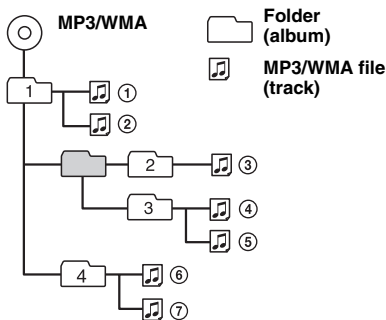 MP3/WMA
Folder
(album)
MP3/WMA file
(track)
1
①
②
2
③
3
④
⑤
4
⑥
⑦